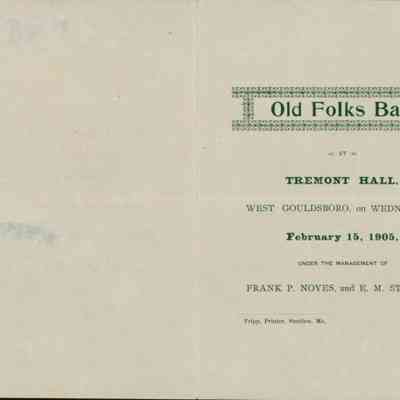 Old Folks Ba
AT
TREMONT HALL,
WEST GOULDSBORO, on WEDN
February 15, 1905,
UNDER THE MANAGEMENT OF
FRANK P. NOYES, and E. M. ST
Tripp, Printer, Steuben, Me.